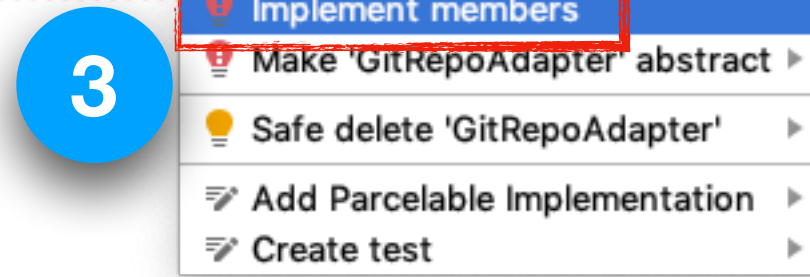 Implement members
3
Make 'GitRepoAdapter' abstract
Safe delete 'GitRepoAdapter'
Add Parcelable Implementation
Create test